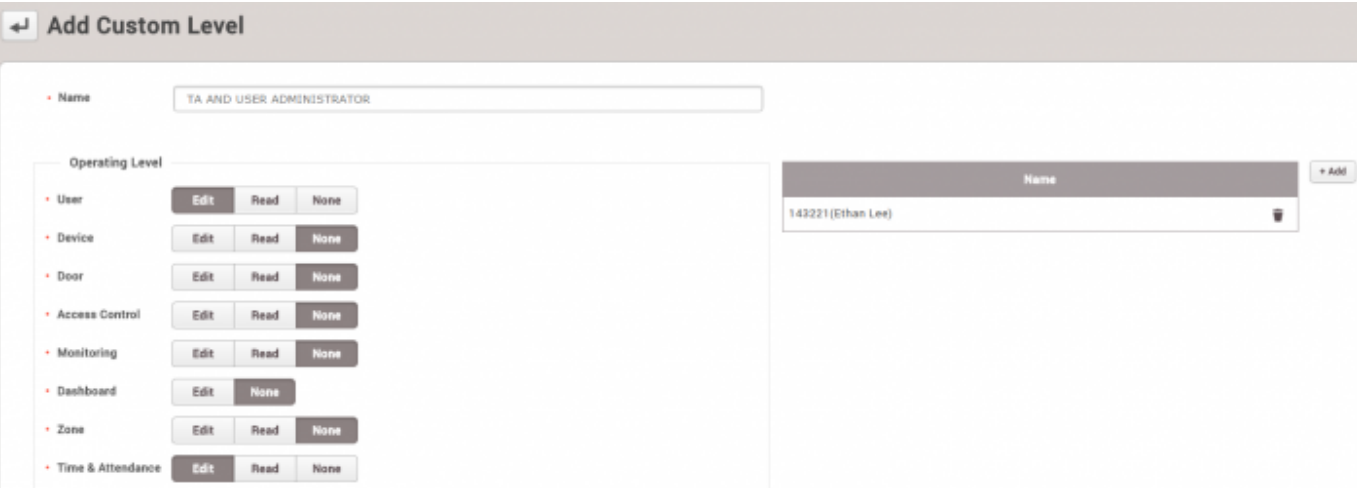 Add Custom Level
Name
TA AND USER ADMINISTRATOR
Operating Level
User Edit Read None
Device Edit Read None
Door Edit Read None
Access Control Edit Read None
Monitoring Edit Read None
Dashboard Edit None
Zone Edit Read None
Time & Attendance Edit Read None
Name
+ Add
143221(Ethan Lee)